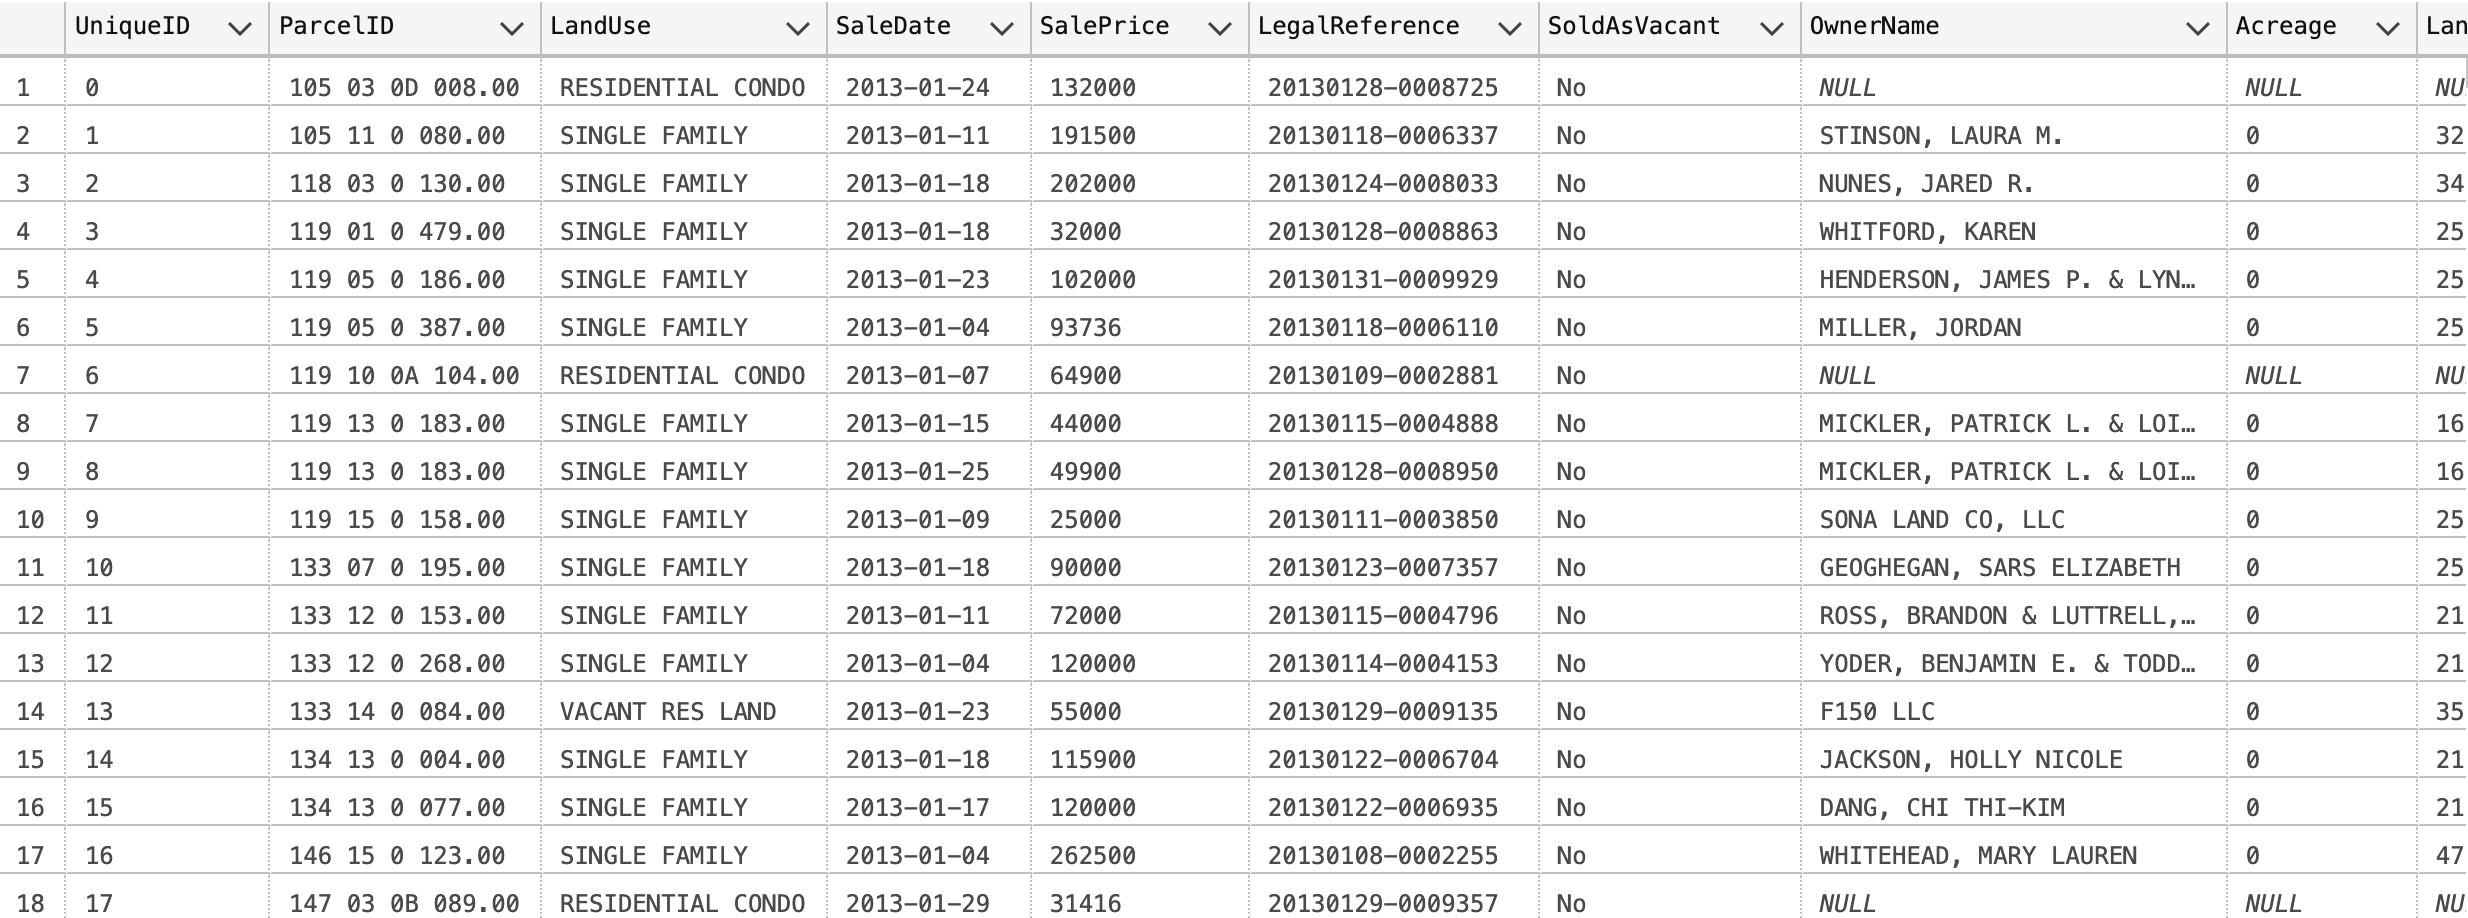 UniqueID ParcelID LandUse SaleDate SalePrice LegalReference SoldAsVacant OwnerName Acreage Lan
1 0 105 03 0D 008.00 RESIDENTIAL CONDO 2013-01-24 132000 20130128-0008725 No NULL NULL NU
2 1 105 11 0 080.00 SINGLE FAMILY 2013-01-11 191500 20130118-0006337 No STINSON, LAURA M. 0 32
3 2 118 03 0 130.00 SINGLE FAMILY 2013-01-18 202000 20130124-0008033 No NUNES, JARED R. 0 34
4 3 119 01 0 479.00 SINGLE FAMILY 2013-01-18 32000 20130128-0008863 No WHITFORD, KAREN 0 25
5 4 119 05 0 186.00 SINGLE FAMILY 2013-01-23 102000 20130131-0009929 No HENDERSON, JAMES P. & LYN… 0 25
6 5 119 05 0 387.00 SINGLE FAMILY 2013-01-04 93736 20130118-0006110 No MILLER, JORDAN 0 25
7 6 119 10 0A 104.00 RESIDENTIAL CONDO 2013-01-07 64900 20130109-0002881 No NULL NULL NU
8 7 119 13 0 183.00 SINGLE FAMILY 2013-01-15 44000 20130115-0004888 No MICKLER, PATRICK L. & LOI… 0 16
9 8 119 13 0 183.00 SINGLE FAMILY 2013-01-25 49900 20130128-0008950 No MICKLER, PATRICK L. & LOI… 0 16
10 9 119 15 0 158.00 SINGLE FAMILY 2013-01-09 25000 20130111-0003850 No SONA LAND CO, LLC 0 25
11 10 133 07 0 195.00 SINGLE FAMILY 2013-01-18 90000 20130123-0007357 No GEOGHEGAN, SARS ELIZABETH 0 25
12 11 133 12 0 153.00 SINGLE FAMILY 2013-01-11 72000 20130115-0004796 No ROSS, BRANDON & LUTTRELL,… 0 21
13 12 133 12 0 268.00 SINGLE FAMILY 2013-01-04 120000 20130114-0004153 No YODER, BENJAMIN E. & TODD… 0 21
14 13 133 14 0 084.00 VACANT RES LAND 2013-01-23 55000 20130129-0009135 No F150 LLC 0 35
15 14 134 13 0 004.00 SINGLE FAMILY 2013-01-18 115900 20130122-0006704 No JACKSON, HOLLY NICOLE 0 21
16 15 134 13 0 077.00 SINGLE FAMILY 2013-01-17 120000 20130122-0006935 No DANG, CHI THI-KIM 0 21
17 16 146 15 0 123.00 SINGLE FAMILY 2013-01-04 262500 20130108-0002255 No WHITEHEAD, MARY LAUREN 0 47
18 17 147 03 0B 089.00 RESIDENTIAL CONDO 2013-01-29 31416 20130129-0009357 No NULL NULL NU